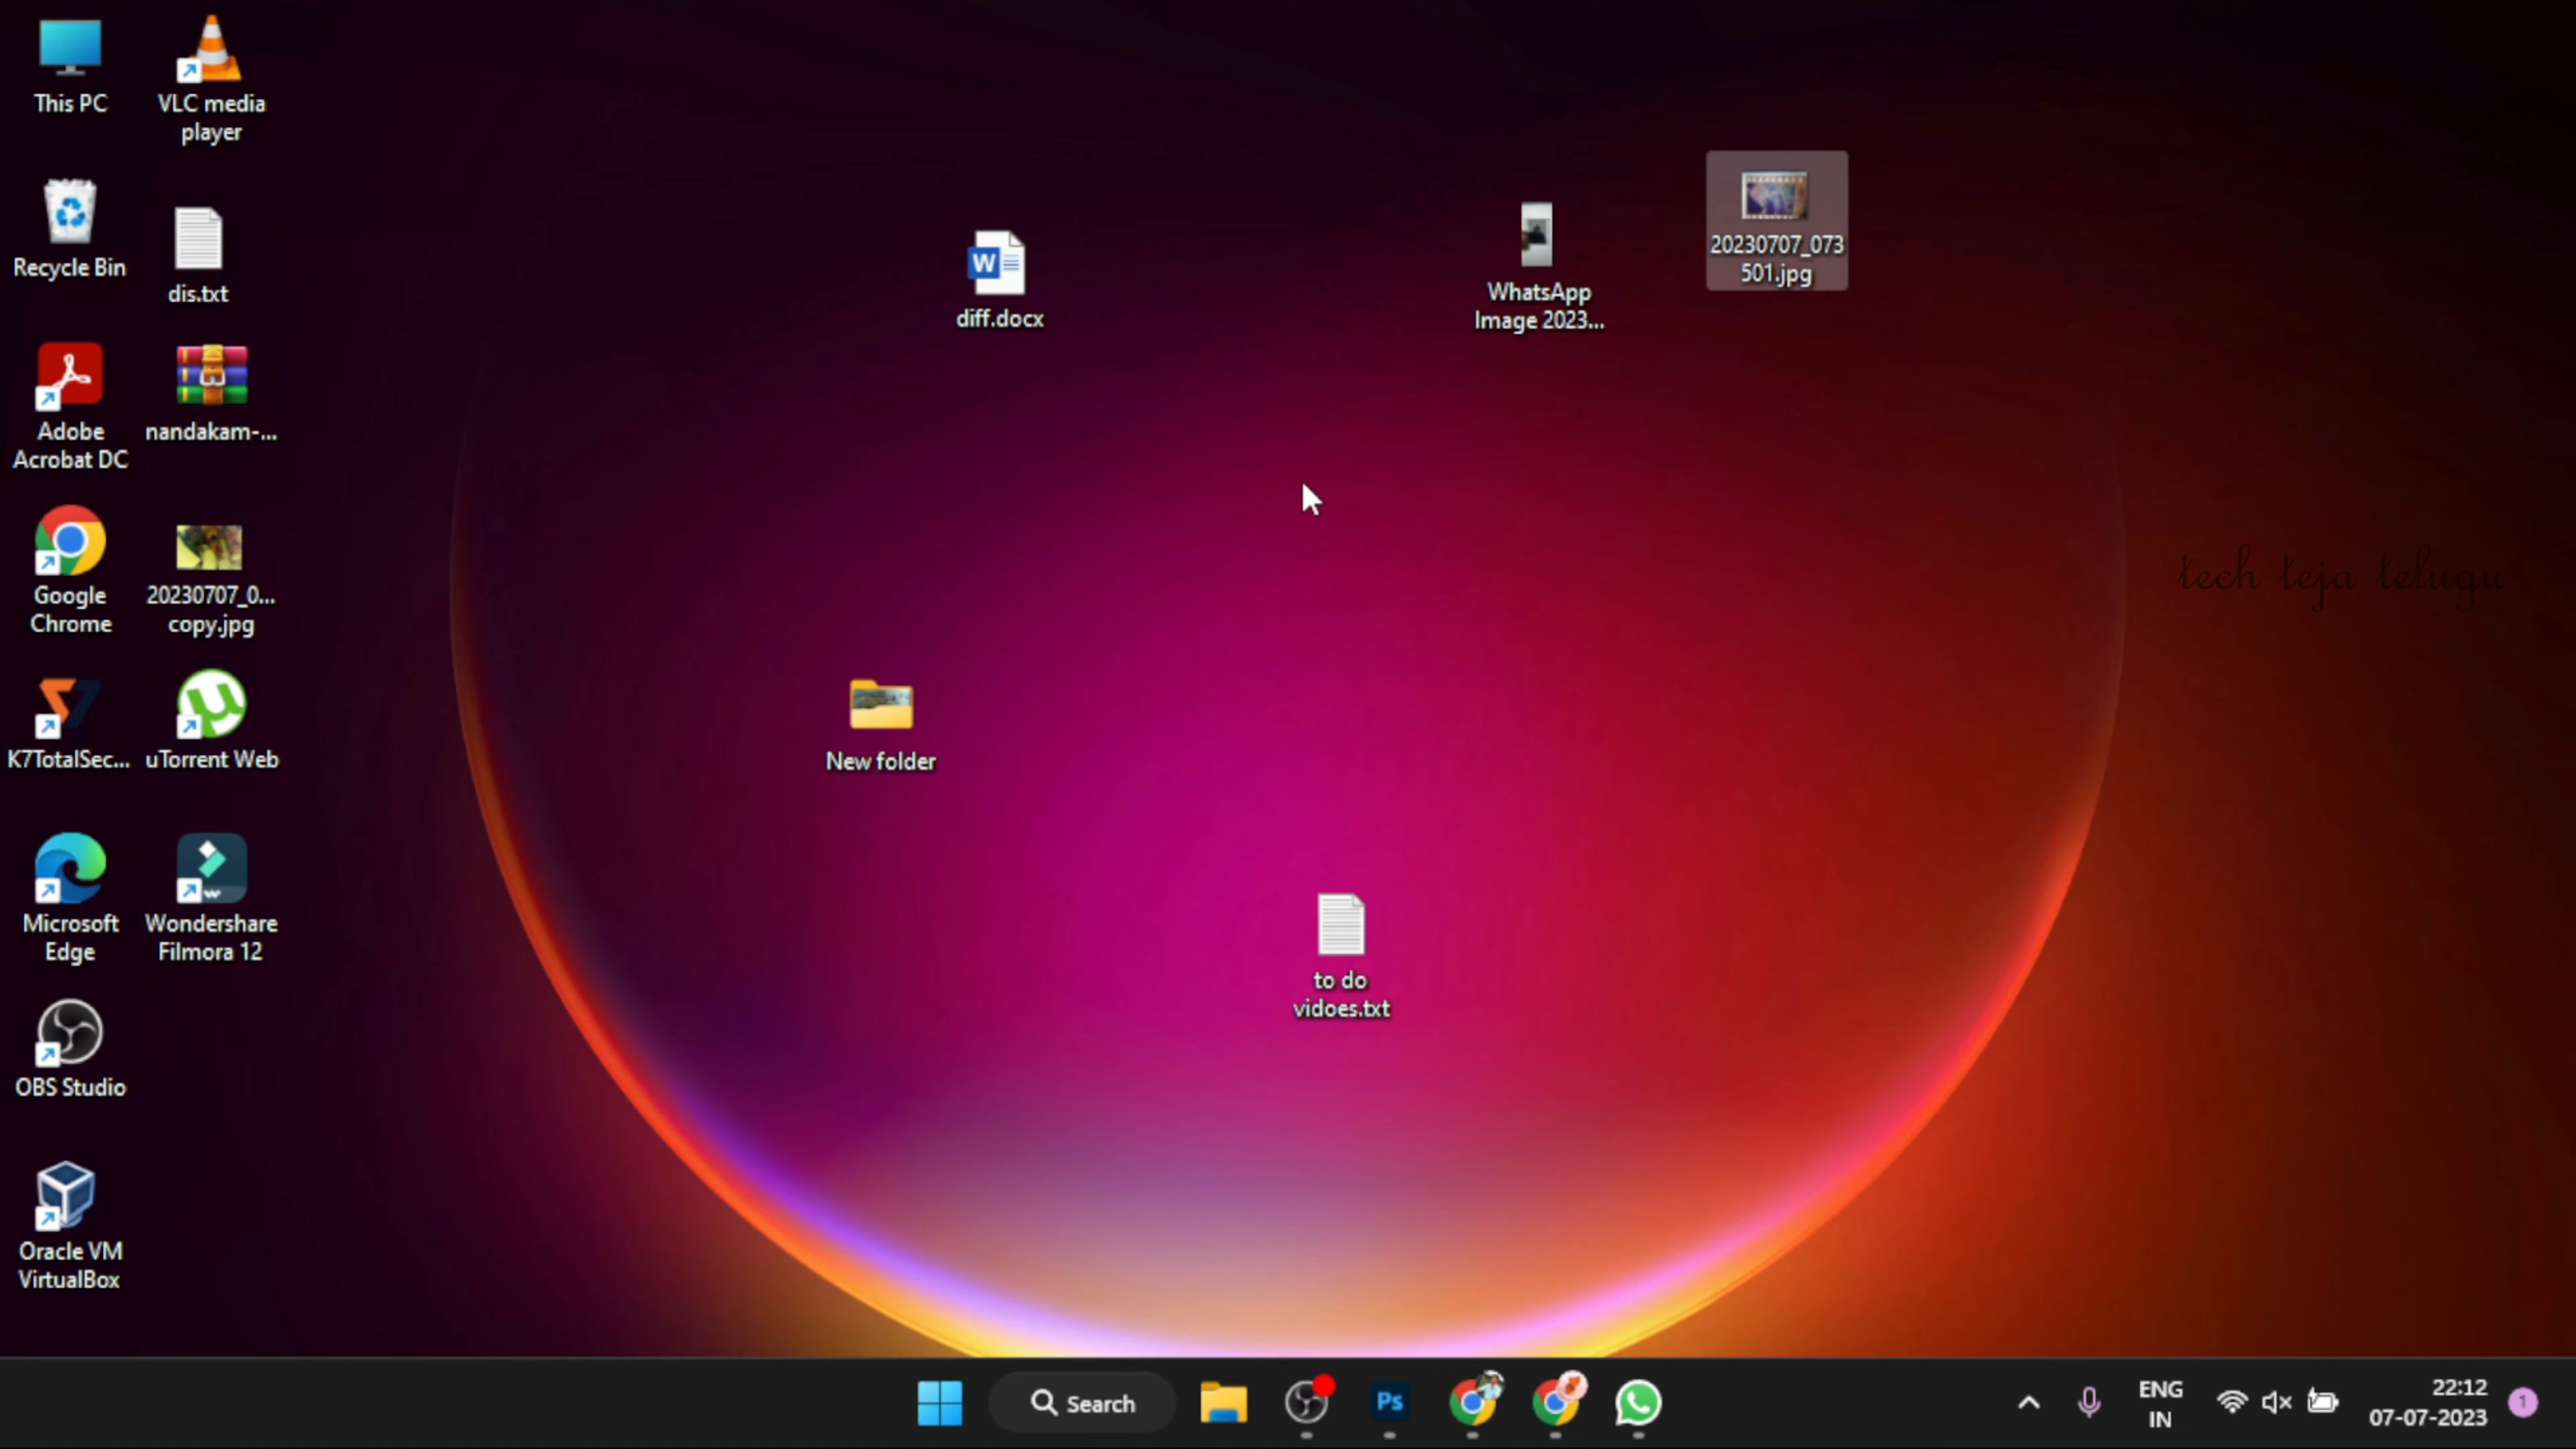 This PC
VLC media
player
Recycle Bin
dis.txt
Adobe
Acrobat DC
nandakam-...
Google
Chrome
20230707_0...
copy.jpg
K7TotalSec...
uTorrent Web
Microsoft
Edge
Wondershare
Filmora 12
OBS Studio
Oracle VM
VirtualBox
W
diff.docx
WhatsApp
Image 2023...
20230707_073
501.jpg
New folder
to do
vidoes.txt
tech teja telugu
Search
Ps
ENG
IN
22:12
07-07-2023
1